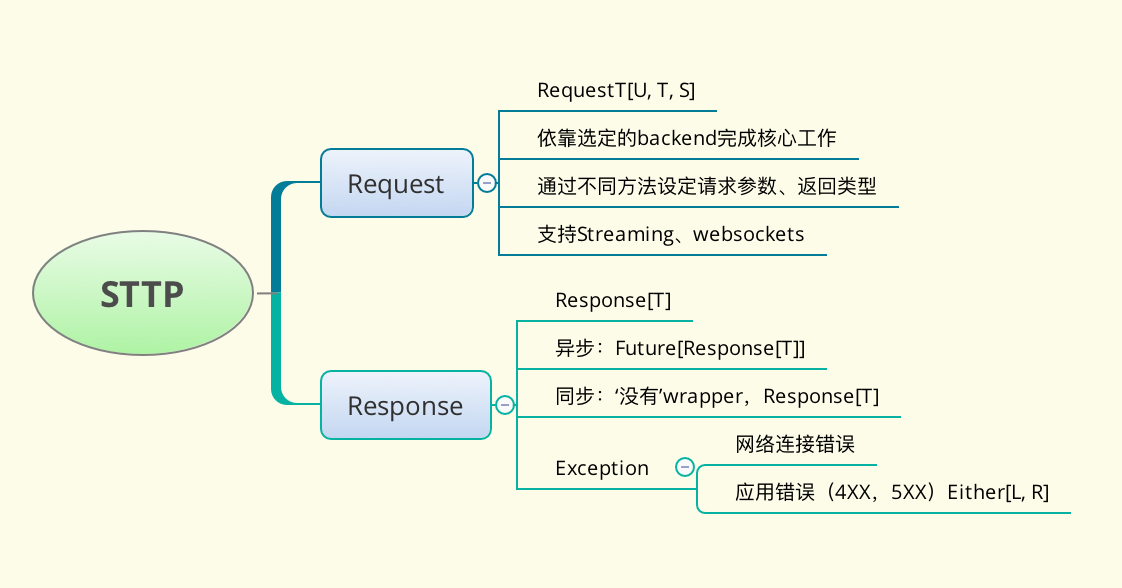 STTP
Request
RequestT[U, T, S]
依靠选定的backend完成核心工作
通过不同方法设定请求参数、返回类型
支持Streaming、websockets
Response
Response[T]
异步：Future[Response[T]]
同步：‘没有’wrapper，Response[T]
Exception
网络连接错误
应用错误（4XX，5XX）Either[L, R]